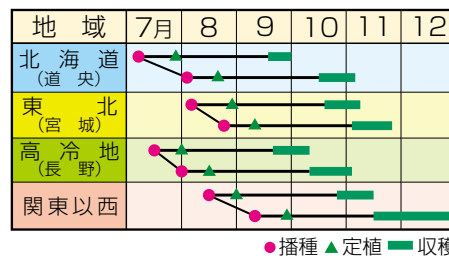 地域 7月 8 9 10 11 12
北海道
(道央)
東北
(宮城)
高冷地
(長野)
関東以西
●播種 ▲定植 収穫